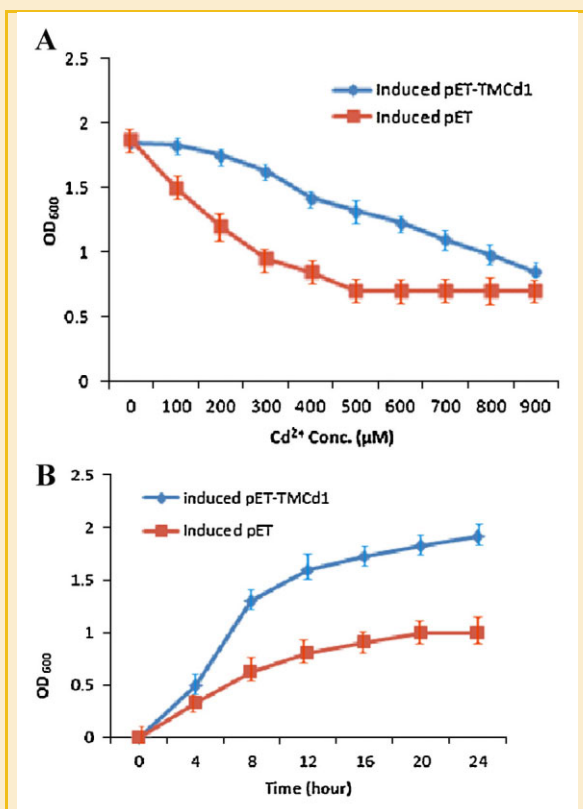 A
2.5
2
1.5
1
0.5
0
OD600
Induced pET-TMCd1
Induced pET
0 100 200 300 400 500 600 700 800 900
Cd²⁺ Conc. (µM)
B
2.5
2
1.5
1
0.5
0
OD600
induced pET-TMCd1
Induced pET
0 4 8 12 16 20 24
Time (hour)